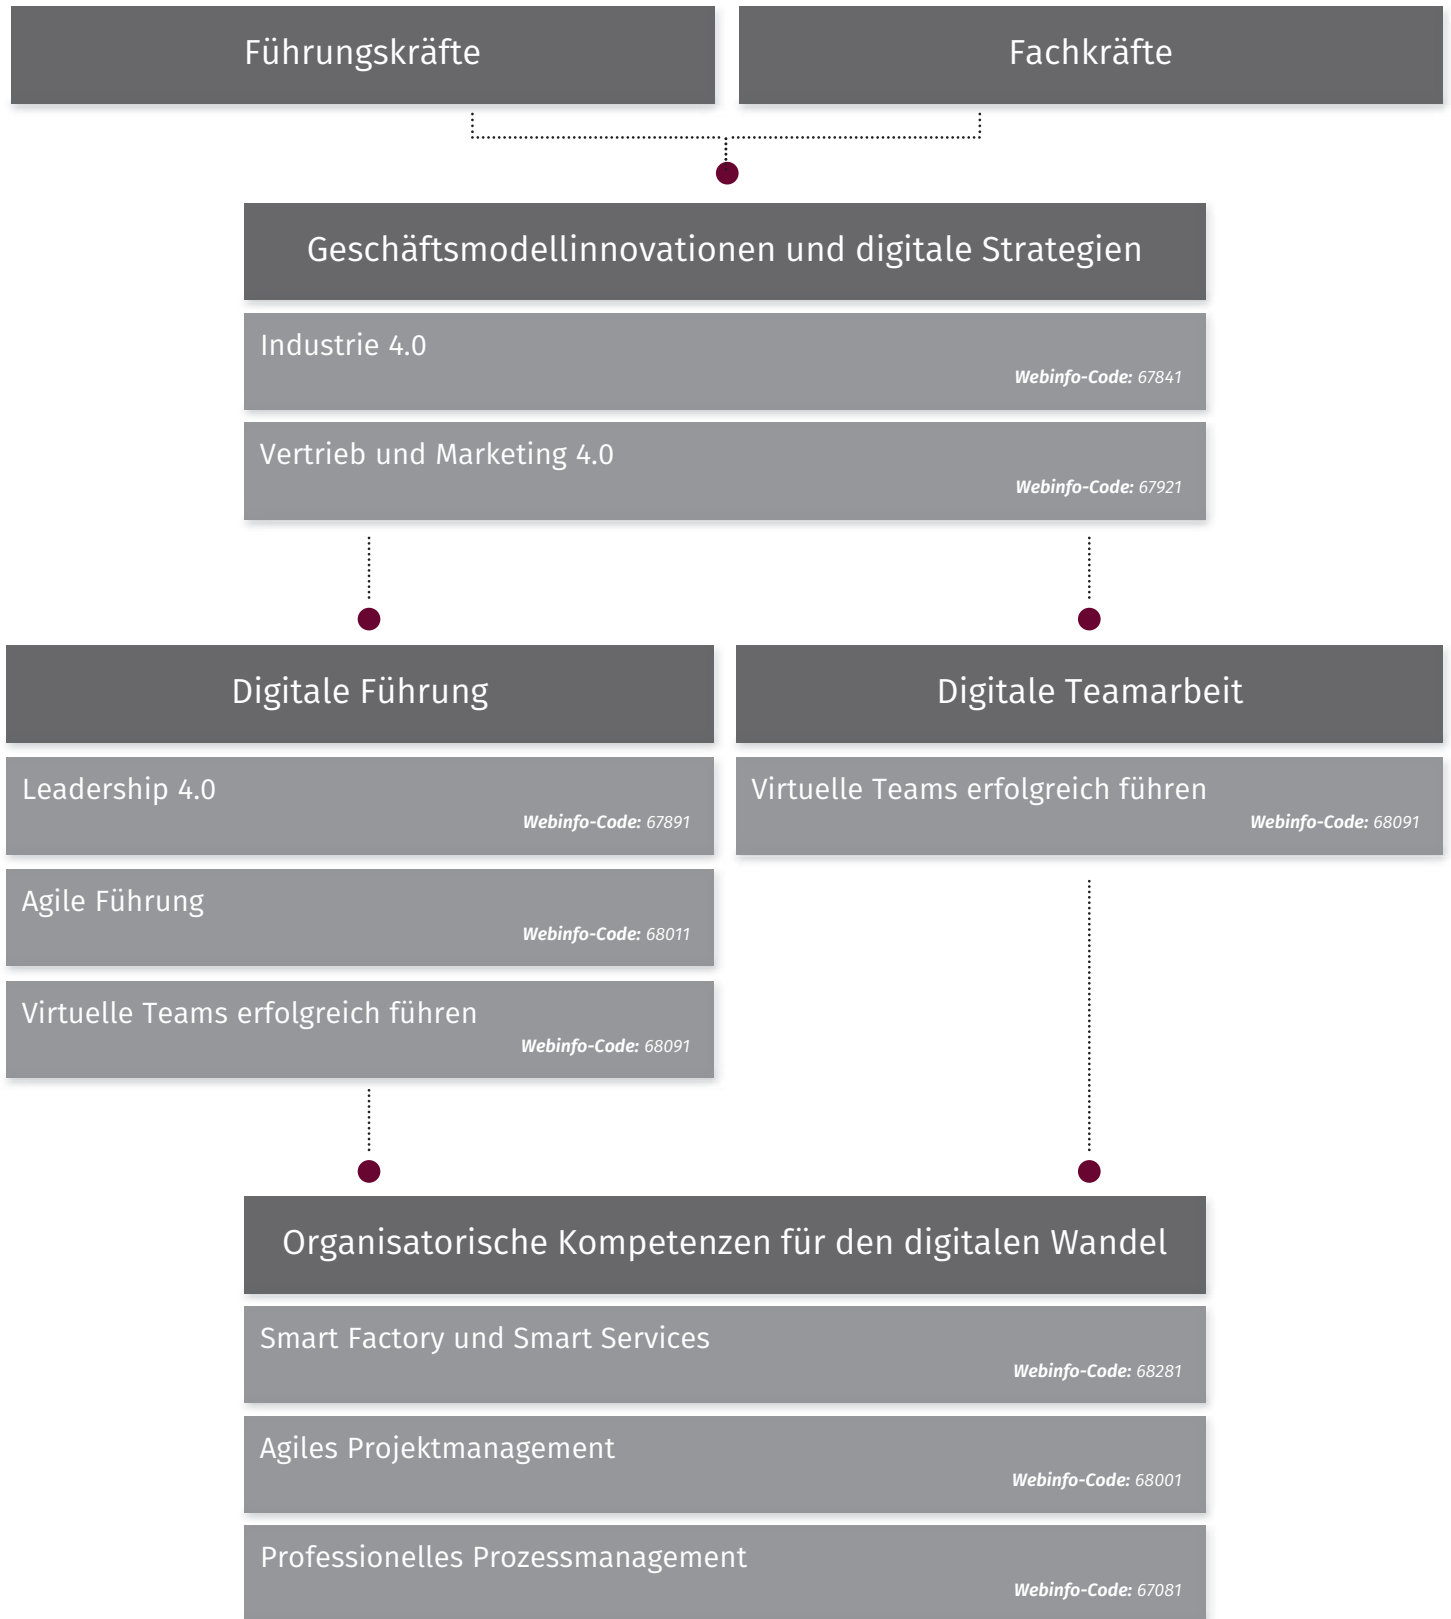 Führungskräfte
Fachkräfte
Geschäftsmodellinnovationen und digitale Strategien
Industrie 4.0
Webinfo-Code: 67841
Vertrieb und Marketing 4.0
Webinfo-Code: 67921
Digitale Führung
Leadership 4.0
Webinfo-Code: 67891
Agile Führung
Webinfo-Code: 68011
Virtuelle Teams erfolgreich führen
Webinfo-Code: 68091
Digitale Teamarbeit
Virtuelle Teams erfolgreich führen
Webinfo-Code: 68091
Organisatorische Kompetenzen für den digitalen Wandel
Smart Factory und Smart Services
Webinfo-Code: 68281
Agiles Projektmanagement
Webinfo-Code: 68001
Professionelles Prozessmanagement
Webinfo-Code: 67081